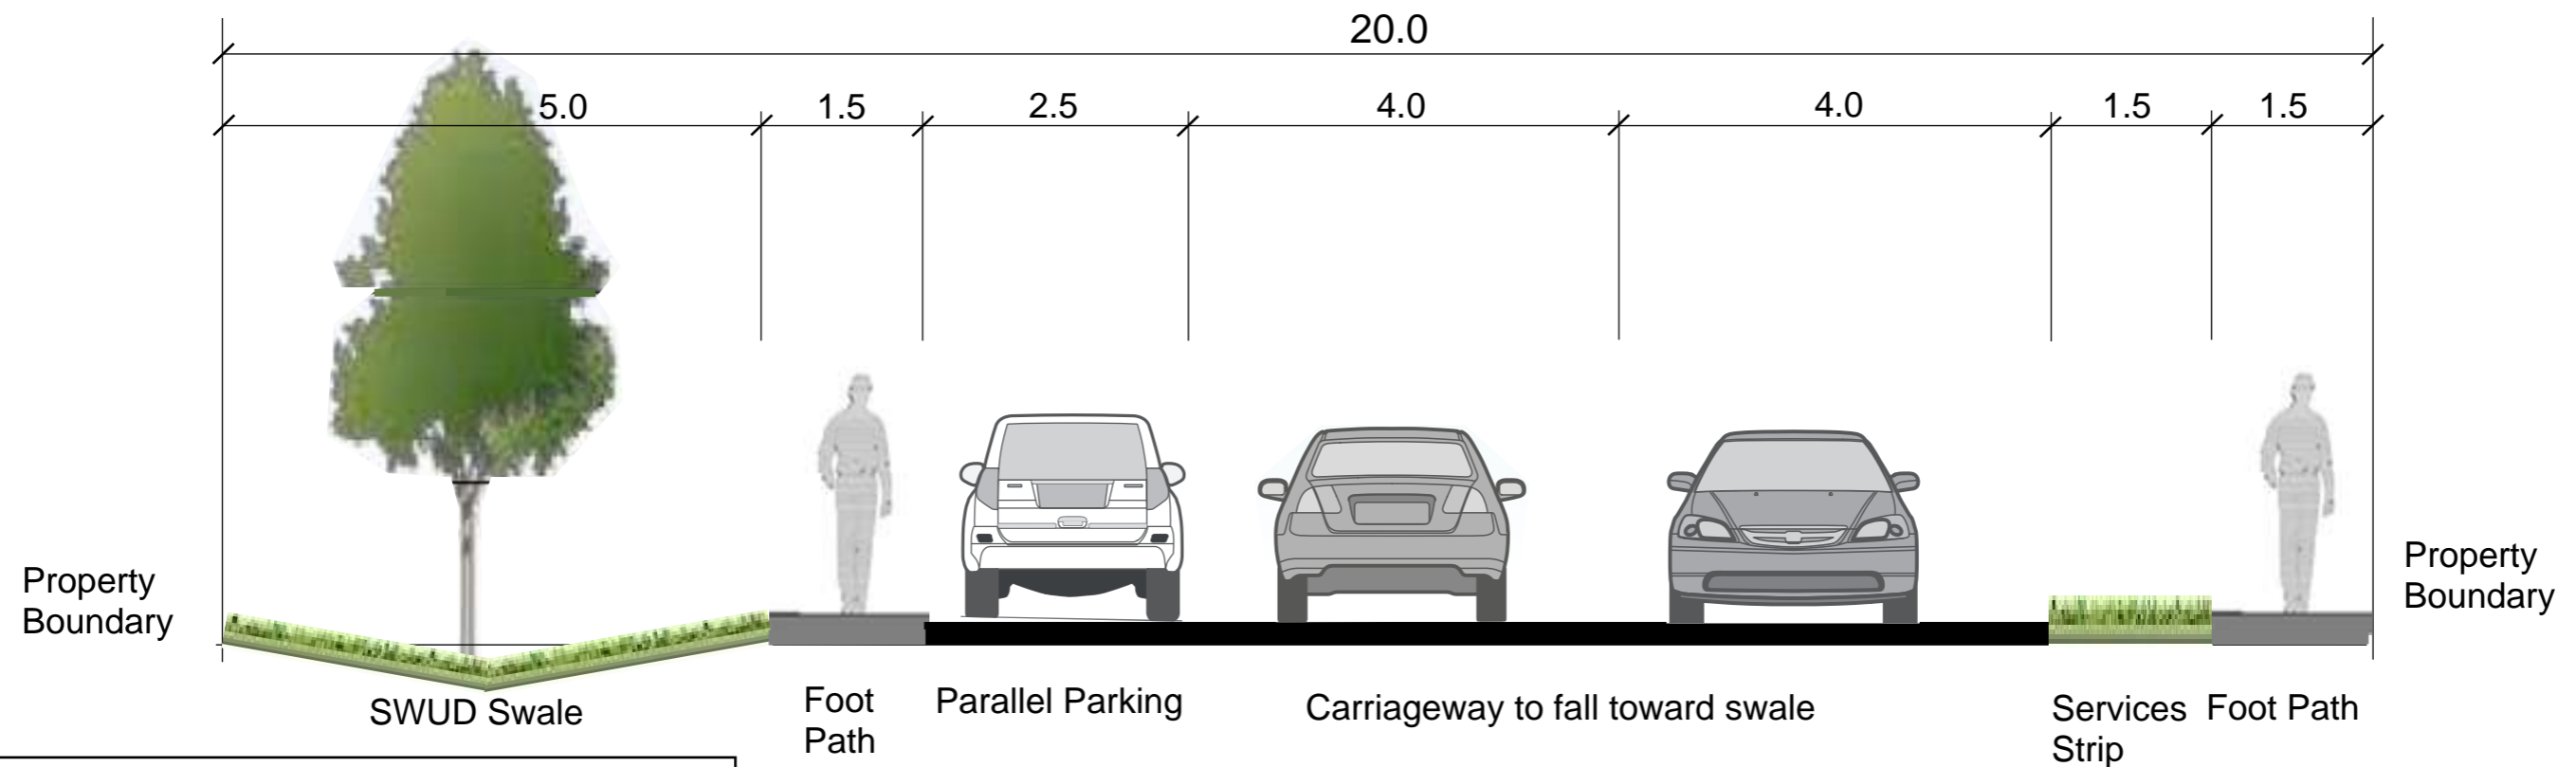 20.0
5.0
1.5
2.5
4.0
4.0
1.5
1.5
Property
Boundary
Property
Boundary
SWUD Swale
Foot
Path
Parallel Parking
Carriageway to fall toward swale
Services
Strip
Foot Path